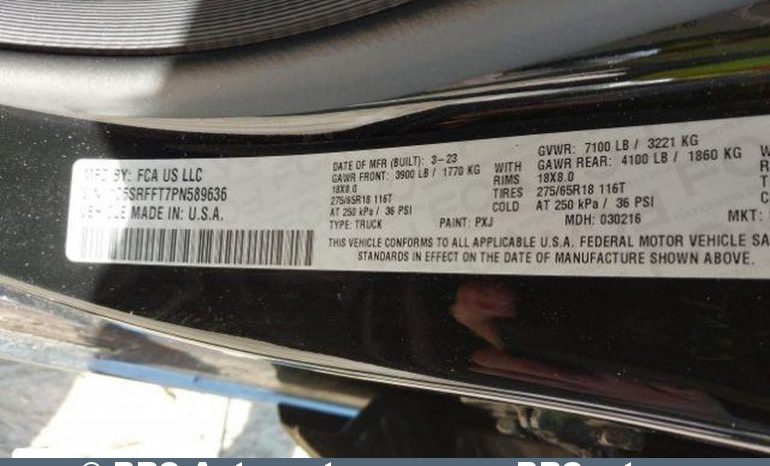 MFD BY: FCA US LLC
6SRFFT7PN589636
MADE IN: U.S.A.
DATE OF MFR (BUILT): 3-23
GAWR FRONT: 3900 LB / 1770 KG WITH
18X8.0 RIMS
275/65R18 116T TIRES
AT 250 kPa / 36 PSI COLD
TYPE: TRUCK PAINT: PXJ
GVWR: 7100 LB / 3221 KG
GAWR REAR: 4100 LB / 1860 KG
18X8.0
275/65R18 116T
AT 250 kPa / 36 PSI
MDH: 030216 MKT:
THIS VEHICLE CONFORMS TO ALL APPLICABLE U.S.A. FEDERAL MOTOR VEHICLE SA
STANDARDS IN EFFECT ON THE DATE OF MANUFACTURE SHOWN ABOVE.